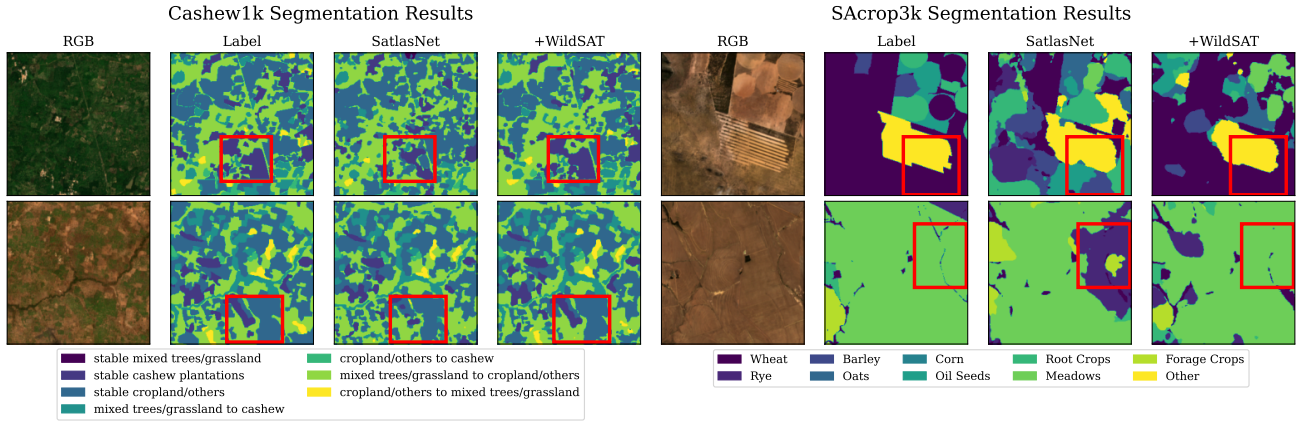 Cashew1k Segmentation Results
SAcrop3k Segmentation Results
RGB
Label
SatlasNet
+WildSAT
RGB
Label
SatlasNet
+WildSAT
stable mixed trees/grassland
stable cashew plantations
stable cropland/others
mixed trees/grassland to cashew
cropland/others to cashew
mixed trees/grassland to cropland/others
cropland/others to mixed trees/grassland
Wheat
Rye
Barley
Oats
Corn
Oil Seeds
Root Crops
Meadows
Forage Crops
Other